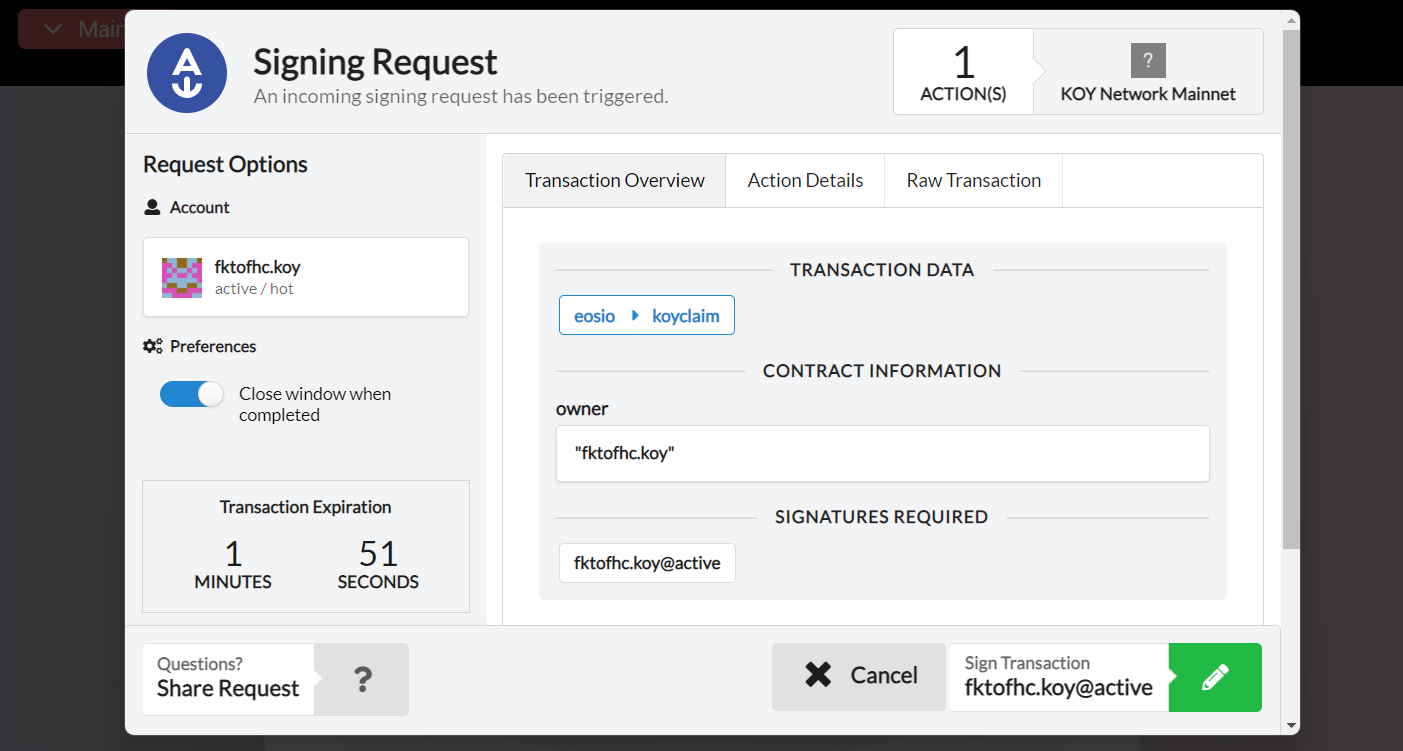 Main
Signing Request
An incoming signing request has been triggered.
1
ACTION(S)
?
KOY Network Mainnet
Request Options
Account
fktofhc.koy
active / hot
Preferences
Close window when
completed
Transaction Expiration
1
MINUTES
51
SECONDS
Transaction Overview
Action Details
Raw Transaction
TRANSACTION DATA
eosio
koyclaim
CONTRACT INFORMATION
owner
"fktofhc.koy"
SIGNATURES REQUIRED
fktofhc.koy@active
Questions?
Share Request
?
Cancel
Sign Transaction
fktofhc.koy@active